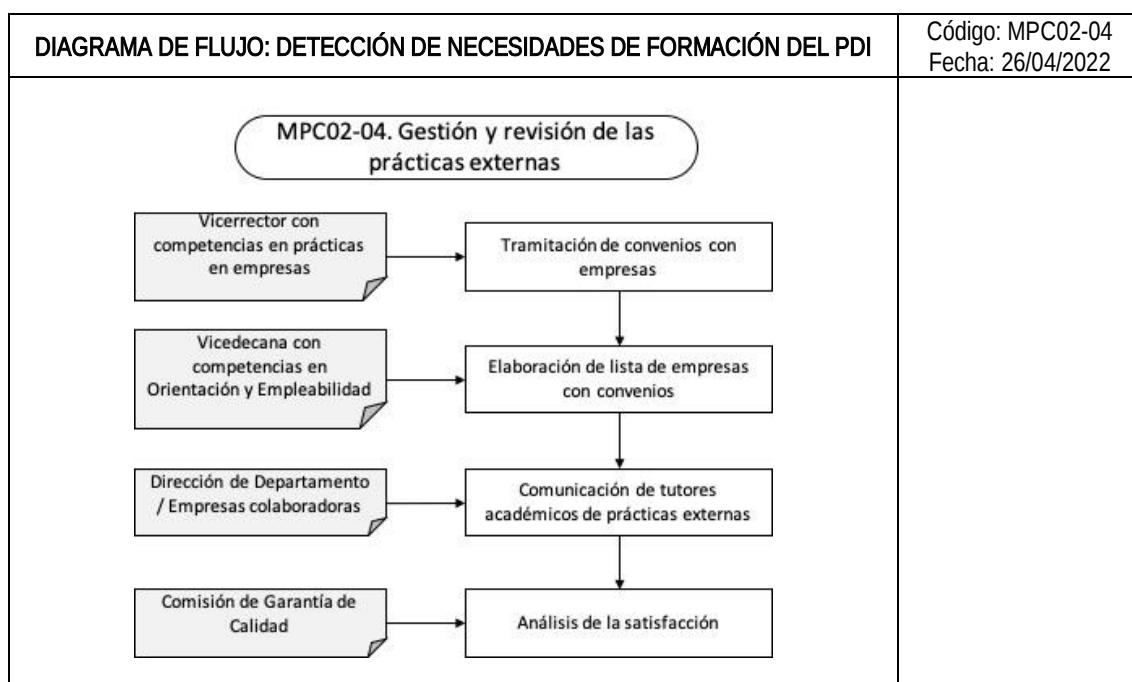 DIAGRAMA DE FLUJO: DETECCIÓN DE NECESIDADES DE FORMACIÓN DEL PDI
Código: MPC02-04
Fecha: 26/04/2022
MPC02-04. Gestión y revisión de las
prácticas externas
Vicerrector con
competencias en prácticas
en empresas
Tramitación de convenios con
empresas
Vicedecana con
competencias en
Orientación y Empleabilidad
Elaboración de lista de empresas
con convenios
Dirección de Departamento
/ Empresas colaboradoras
Comunicación de tutores
académicos de prácticas externas
Comisión de Garantía de
Calidad
Análisis de la satisfacción